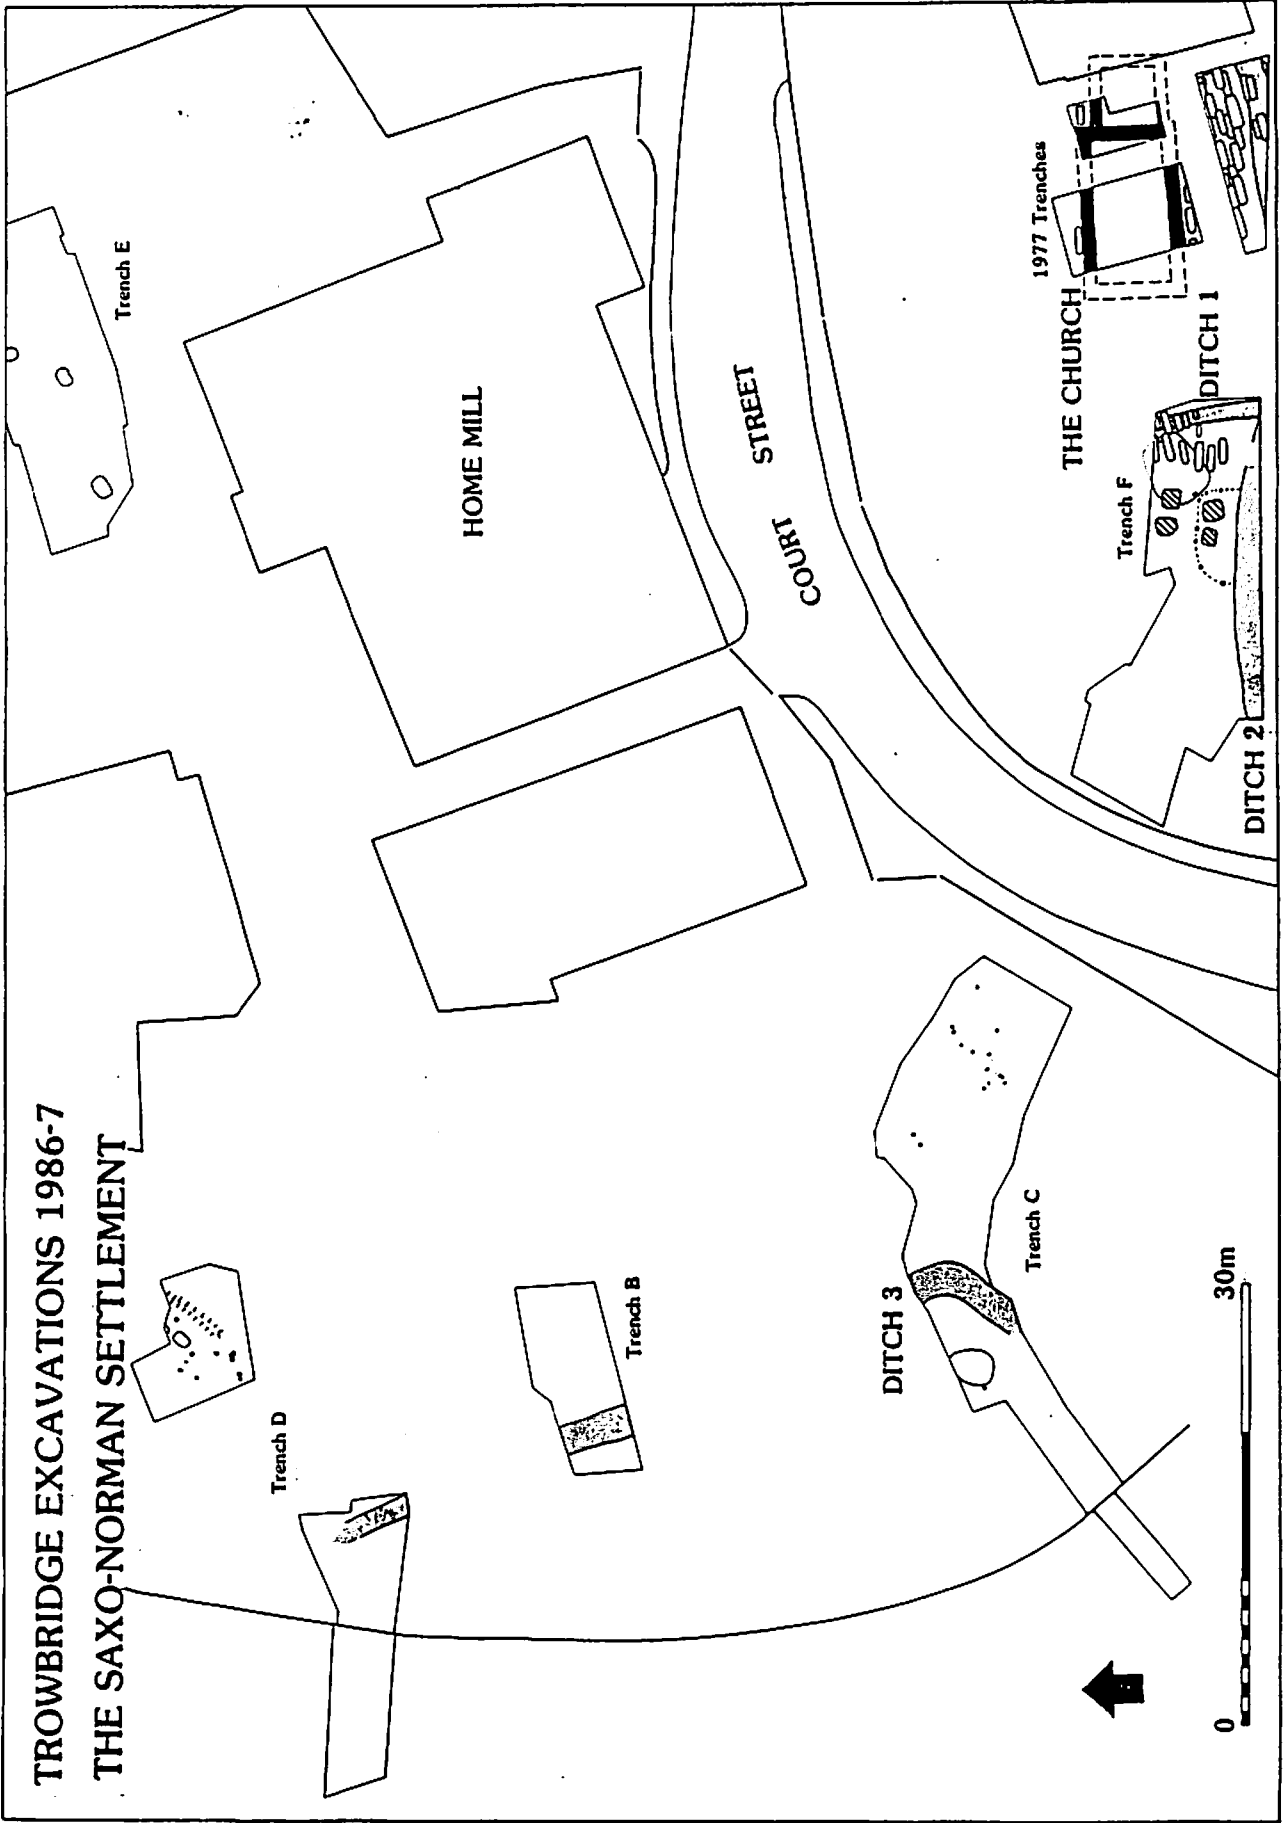 TROWBRIDGE EXCAVATIONS 1986-7
THE SAXO-NORMAN SETTLEMENT
Trench E
Trench D
HOME MILL
Trench B
COURT STREET
DITCH 3
Trench C
1977 Trenches
THE CHURCH
Trench F
DITCH 1
DITCH 2
0
30m